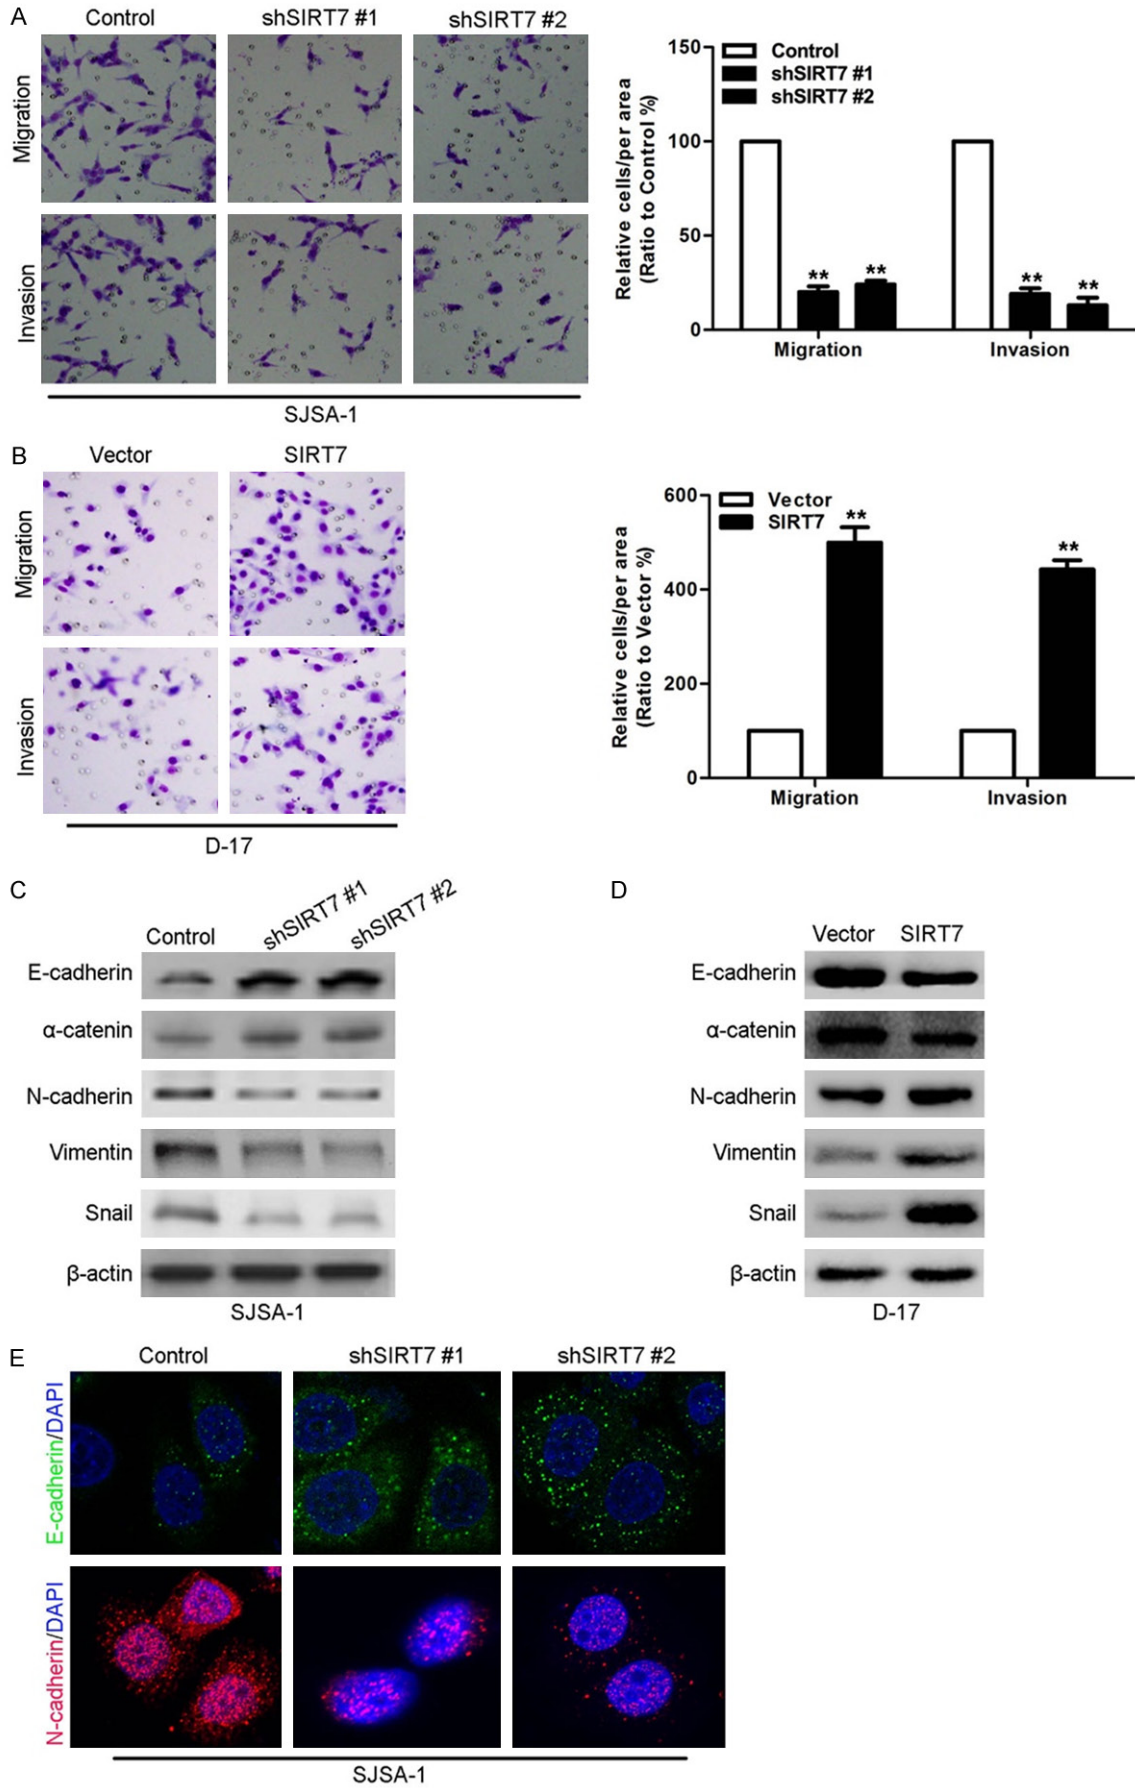 A
Control
shSIRT7 #1
shSIRT7 #2
Migration
Invasion
SJSA-1
Relative cells/per area
(Ratio to Control %)
150
100
50
0
Control
shSIRT7 #1
shSIRT7 #2
**
**
**
**
Migration
Invasion
B
Vector
SIRT7
Migration
Invasion
D-17
Relative cells/per area
(Ratio to Vector %)
600
400
200
0
Vector
SIRT7
**
**
Migration
Invasion
C
Control
shSIRT7 #1
shSIRT7 #2
E-cadherin
α-catenin
N-cadherin
Vimentin
Snail
β-actin
SJSA-1
D
Vector
SIRT7
E-cadherin
α-catenin
N-cadherin
Vimentin
Snail
β-actin
D-17
E
Control
shSIRT7 #1
shSIRT7 #2
E-cadherin/DAPI
N-cadherin/DAPI
SJSA-1